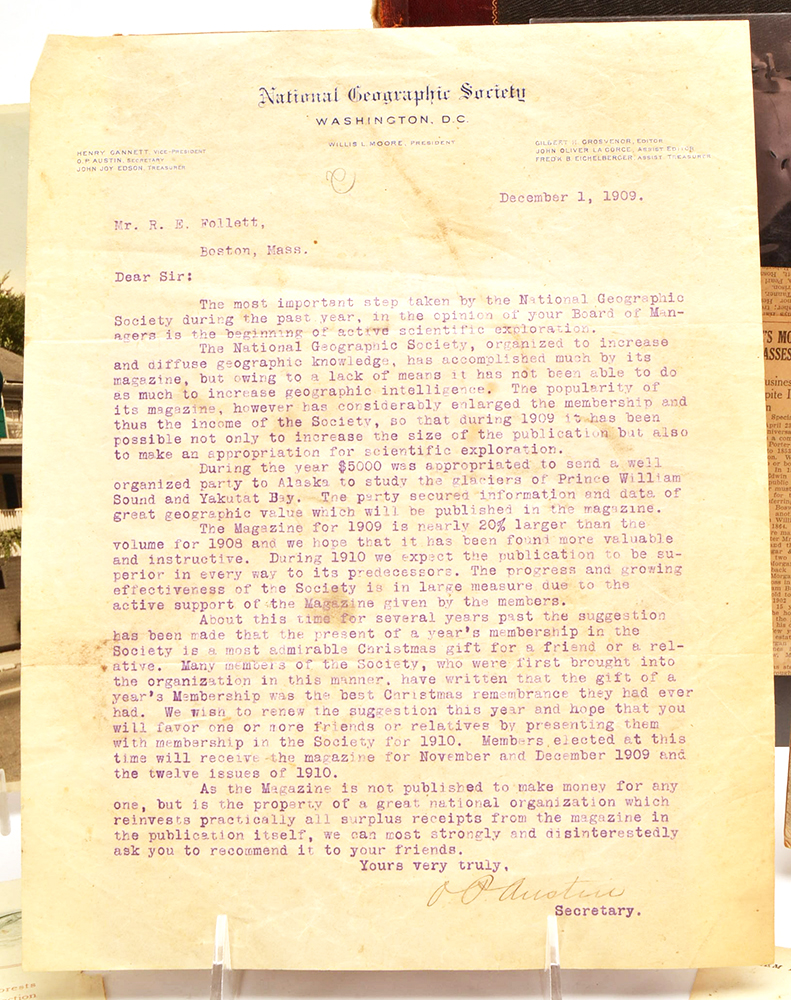 National Geographic Society
WASHINGTON, D.C.
WILLIS L. MOORE, PRESIDENT
HENRY GANNETT, VICE-PRESIDENT
O. P. AUSTIN, SECRETARY
JOHN JOY EDSON, TREASURER
GILBERT H. GROSVENOR, EDITOR
JOHN OLIVER LA GORCE, ASSIST EDITOR
FRED'K B. EICHELBERGER, ASSIST. TREASURER
December 1, 1909.
Mr. R. E. Follett,
Boston, Mass.
Dear Sir:
The most important step taken by the National Geographic
Society during the past year, in the opinion of your Board of Man-
agers is the beginning of active scientific exploration.
The National Geographic Society, organized to increase
and diffuse geographic knowledge, has accomplished much by its
magazine, but owing to a lack of means it has not been able to do
as much to increase geographic intelligence. The popularity of
its magazine, however has considerably enlarged the membership and
thus the income of the Society, so that during 1909 it has been
possible not only to increase the size of the publication but also
to make an appropriation for scientific exploration.
During the year $5000 was appropriated to send a well
organized party to Alaska to study the glaciers of Prince William
Sound and Yakutat Bay. The party secured information and data of
great geographic value which will be published in the magazine.
The Magazine for 1909 is nearly 20% larger than the
volume for 1908 and we hope that it has been found more valuable
and instructive. During 1910 we expect the publication to be su-
perior in every way to its predecessors. The progress and growing
effectiveness of the Society is in large measure due to the
active support of the Magazine given by the members.
About this time for several years past the suggestion
has been made that the present of a year's membership in the
Society is a most admirable Christmas gift for a friend or a rel-
ative. Many members of the Society, who were first brought into
the organization in this manner, have written that the gift of a
year's Membership was the best Christmas remembrance they had ever
had. We wish to renew the suggestion this year and hope that you
will favor one or more friends or relatives by presenting them
with membership in the Society for 1910. Members elected at this
time will receive the magazine for November and December 1909 and
the twelve issues of 1910.
As the Magazine is not published to make money for any
one, but is the property of a great national organization which
reinvests practically all surplus receipts from the magazine in
the publication itself, we can most strongly and disinterestedly
ask you to recommend it to your friends.
Yours very truly,
O P Austin
Secretary.